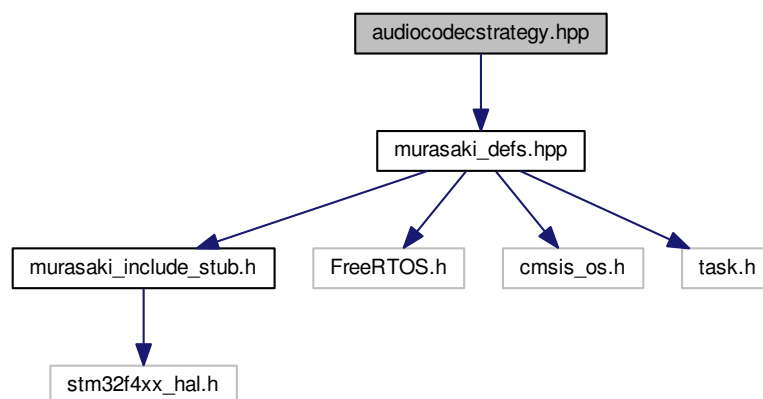 audiocodecstrategy.hpp
murasaki_defs.hpp
murasaki_include_stub.h
FreeRTOS.h
cmsis_os.h
task.h
stm32f4xx_hal.h